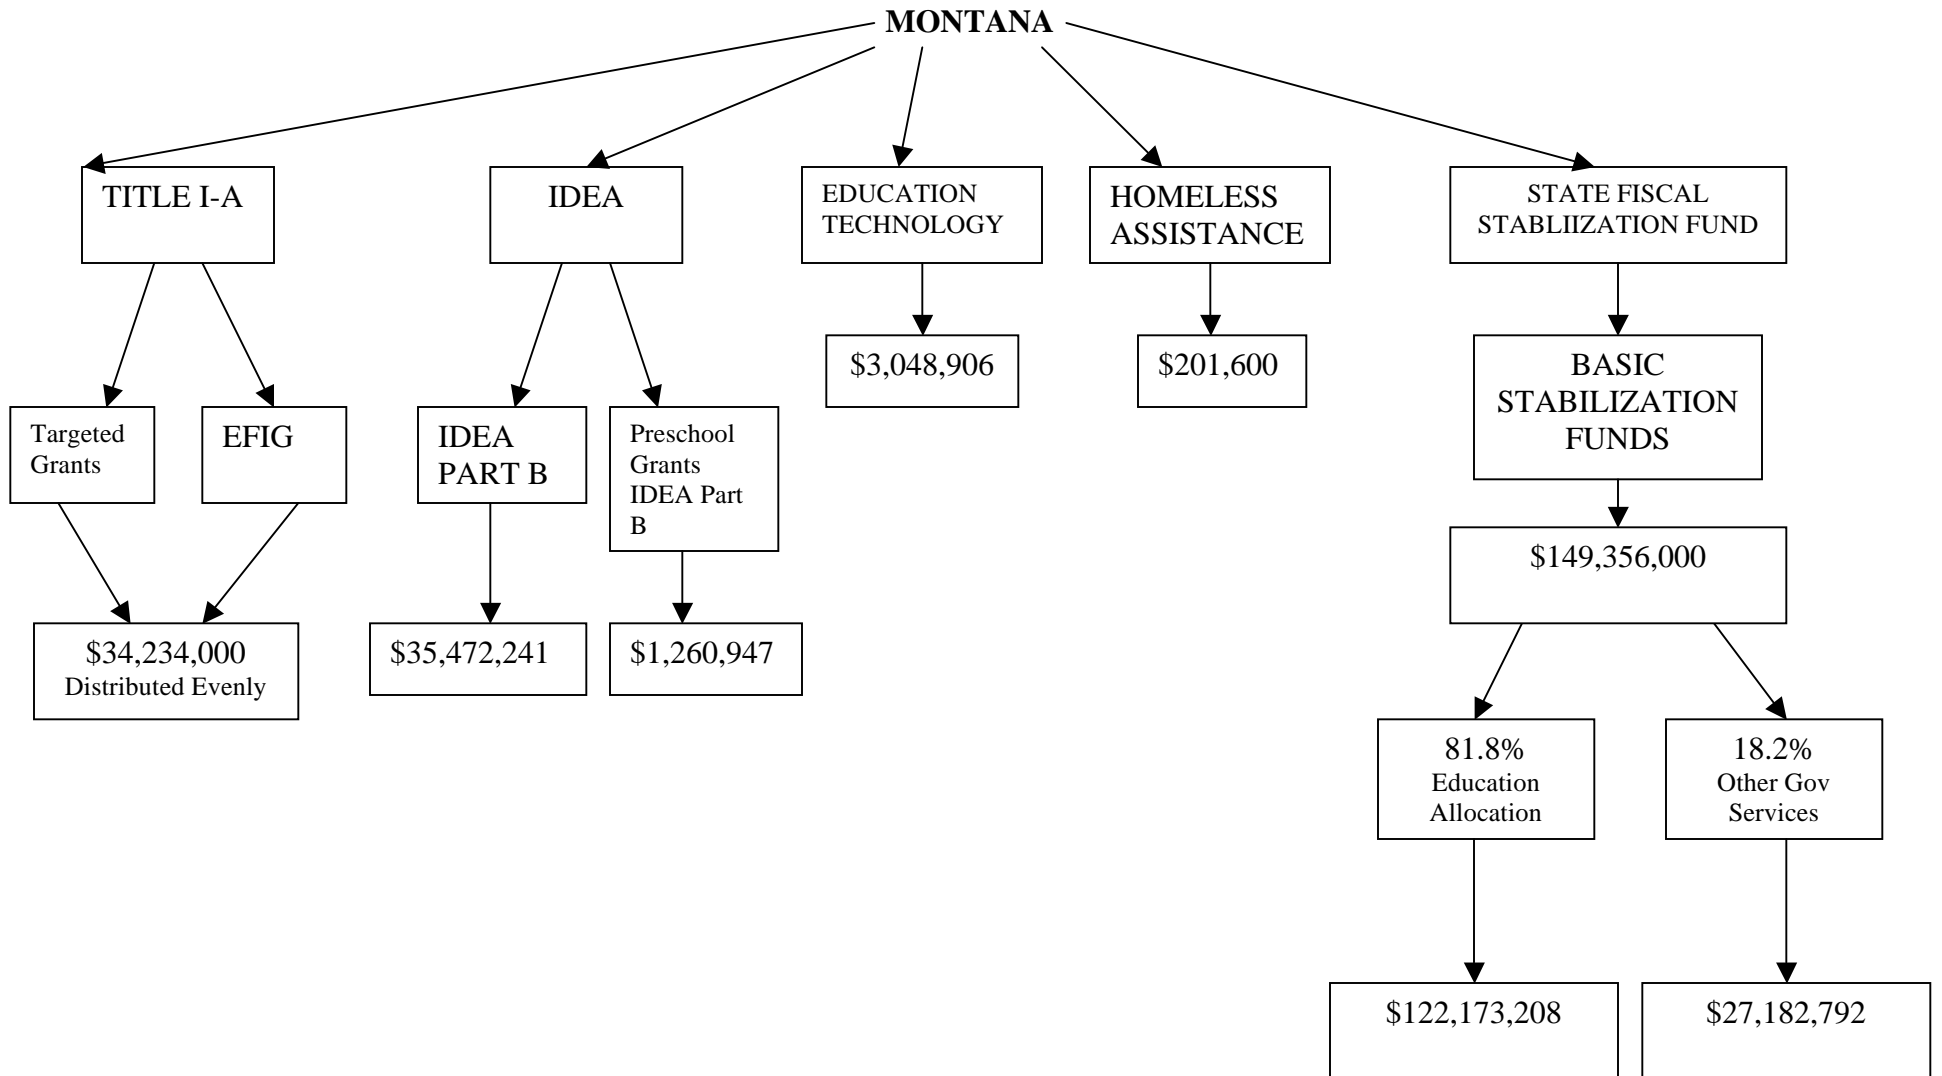 MONTANA
TITLE I-A
IDEA
EDUCATION
TECHNOLOGY
HOMELESS
ASSISTANCE
STATE FISCAL
STABLIIZATION FUND
$3,048,906
$201,600
BASIC
STABILIZATION
FUNDS
Targeted
Grants
EFIG
IDEA
PART B
Preschool
Grants
IDEA Part
B
$149,356,000
$34,234,000
Distributed Evenly
$35,472,241
$1,260,947
81.8%
Education
Allocation
18.2%
Other Gov
Services
$122,173,208
$27,182,792